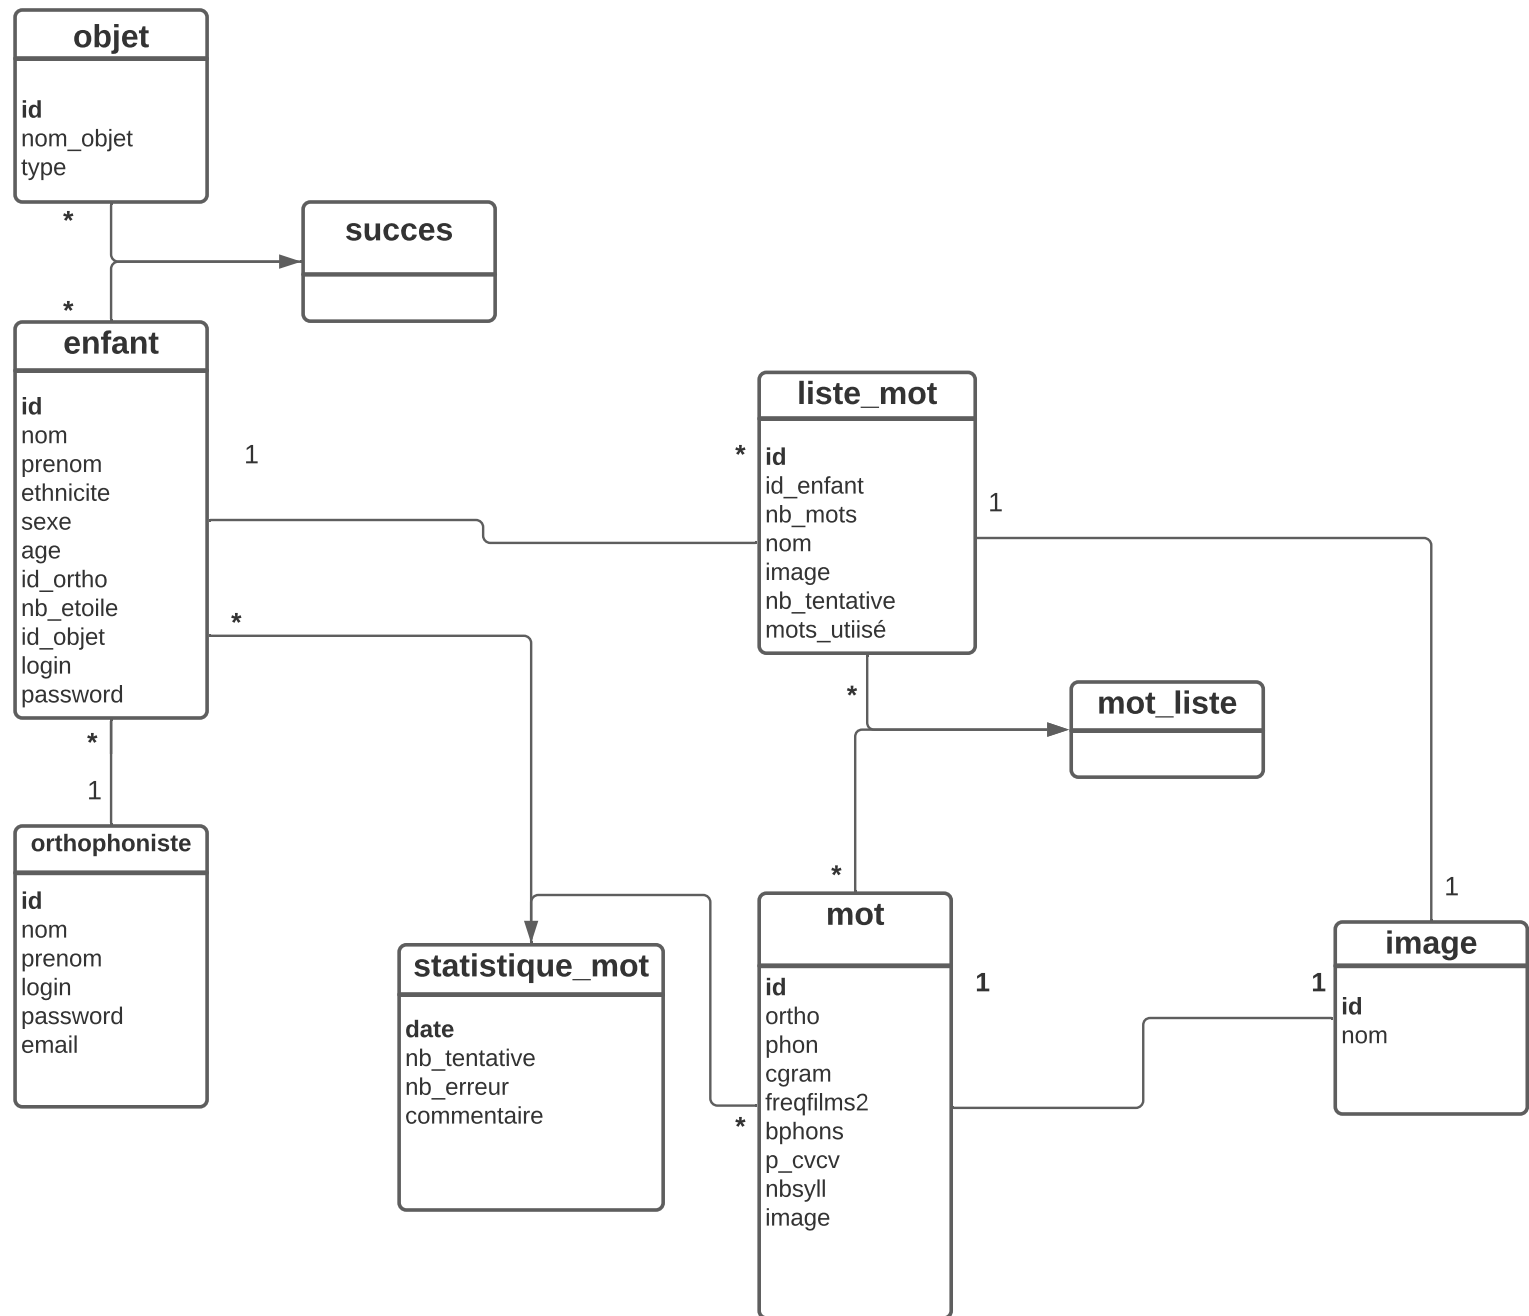 objet
id
nom_objet
type
*
succes
*
enfant
id
nom
prenom
ethnicite
sexe
age
id_ortho
nb_etoile
id_objet
login
password
1
*
*
liste_mot
id
id_enfant
nb_mots
nom
image
nb_tentative
mots_utiisé
1
*
mot_liste
*
1
orthophoniste
id
nom
prenom
login
password
email
statistique_mot
date
nb_tentative
nb_erreur
commentaire
*
*
mot
id
ortho
phon
cgram
freqfilms2
bphons
p_cvcv
nbsyll
image
1
1
1
image
id
nom